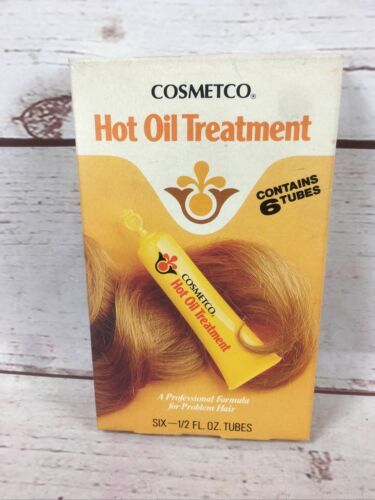 COSMETCO®
Hot Oil Treatment
CONTAINS
6 TUBES
COSMETCO®
Hot Oil Treatment
A Professional Formula
for Problem Hair
SIX—1/2 FL. OZ. TUBES